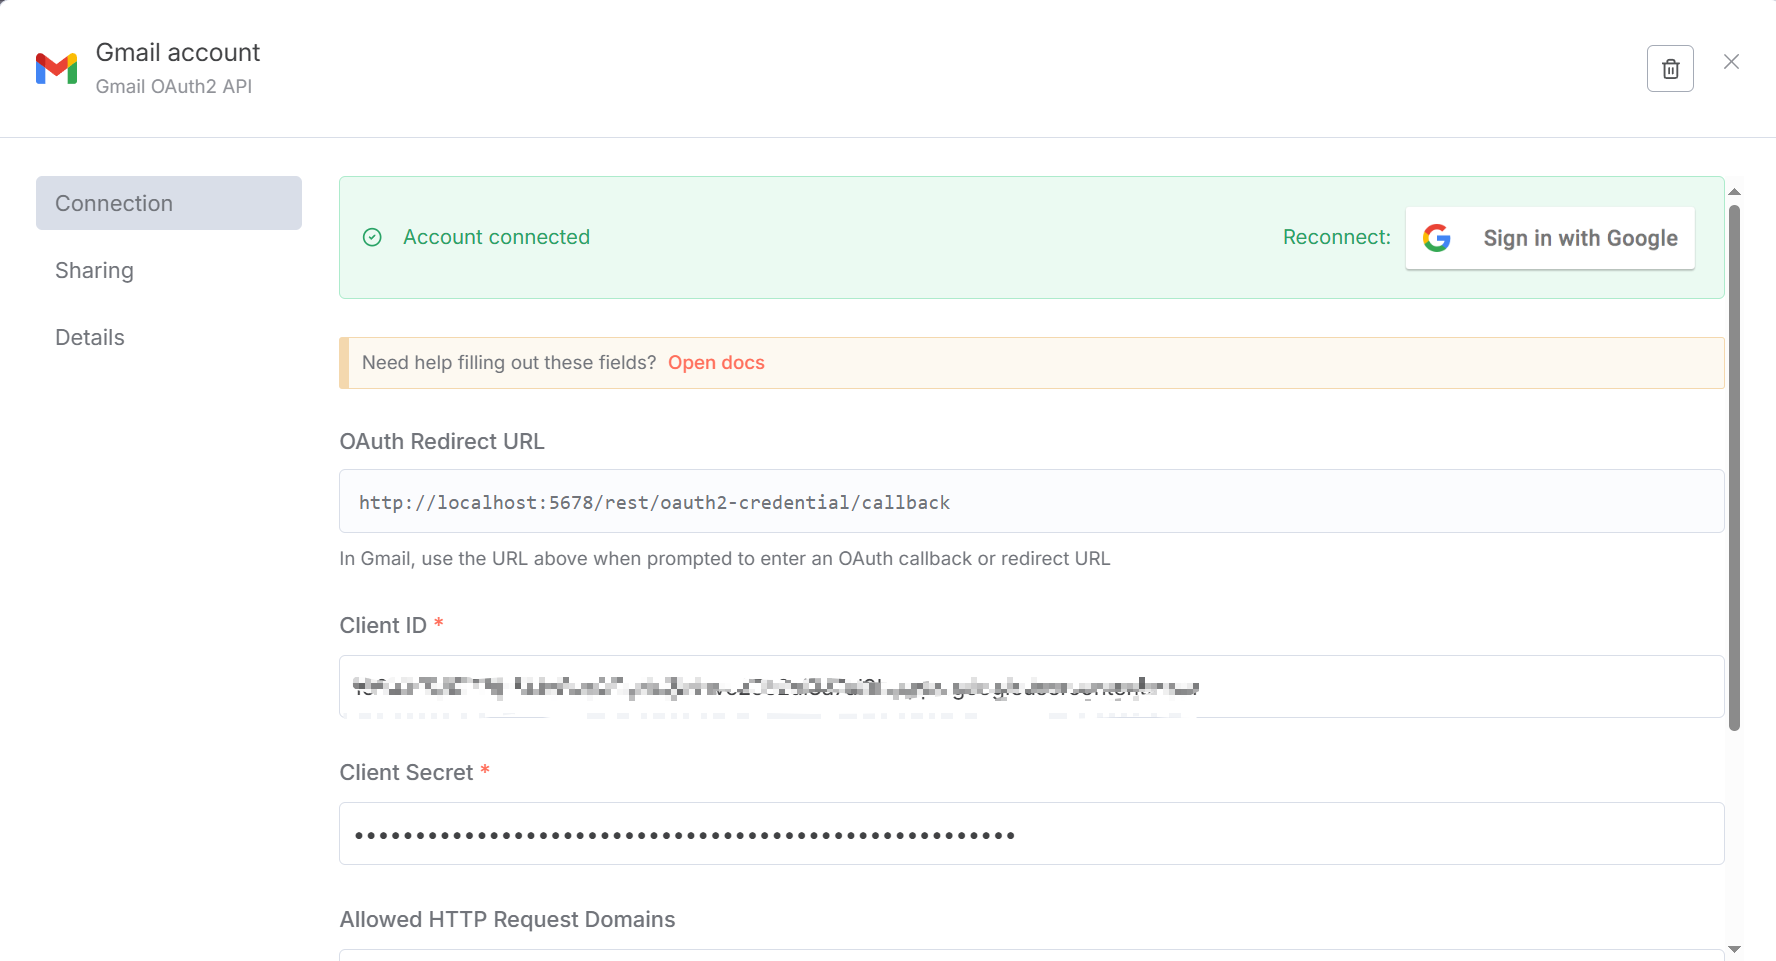 Gmail account
Gmail OAuth2 API
Connection
Sharing
Details
Account connected
Reconnect:
Sign in with Google
Need help filling out these fields? Open docs
OAuth Redirect URL
http://localhost:5678/rest/oauth2-credential/callback
In Gmail, use the URL above when prompted to enter an OAuth callback or redirect URL
Client ID *
Client Secret *
••••••••••••••••••••••••••••••••••••••••••••••••••••••
Allowed HTTP Request Domains